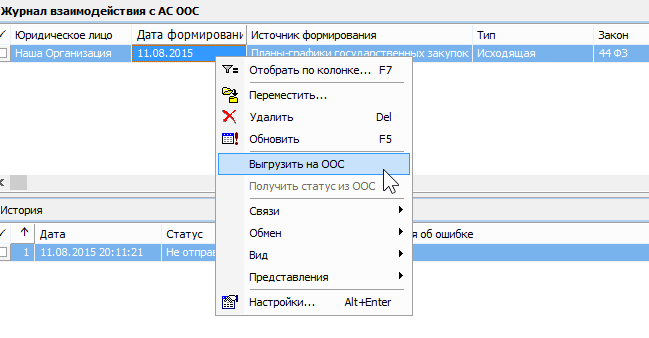 Журнал взаимодействия с АС ООС
Юридическое лицо Дата формировани Источник формирования Тип Закон
Наша Организация 11.08.2015 Планы-графики государственных закупок Исходящая 44 ФЗ
Отобрать по колонке... F7
Переместить...
Удалить Del
Обновить F5
Выгрузить на ООС
Получить статус из ООС
Связи
Обмен
Вид
Представления
Настройки... Alt+Enter
История
Дата Статус я об ошибке
1 11.08.2015 20:11:21 Не отправ